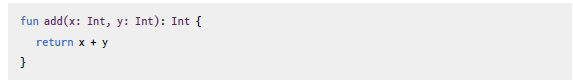 fun add(x: Int, y: Int): Int {
return x + y
}